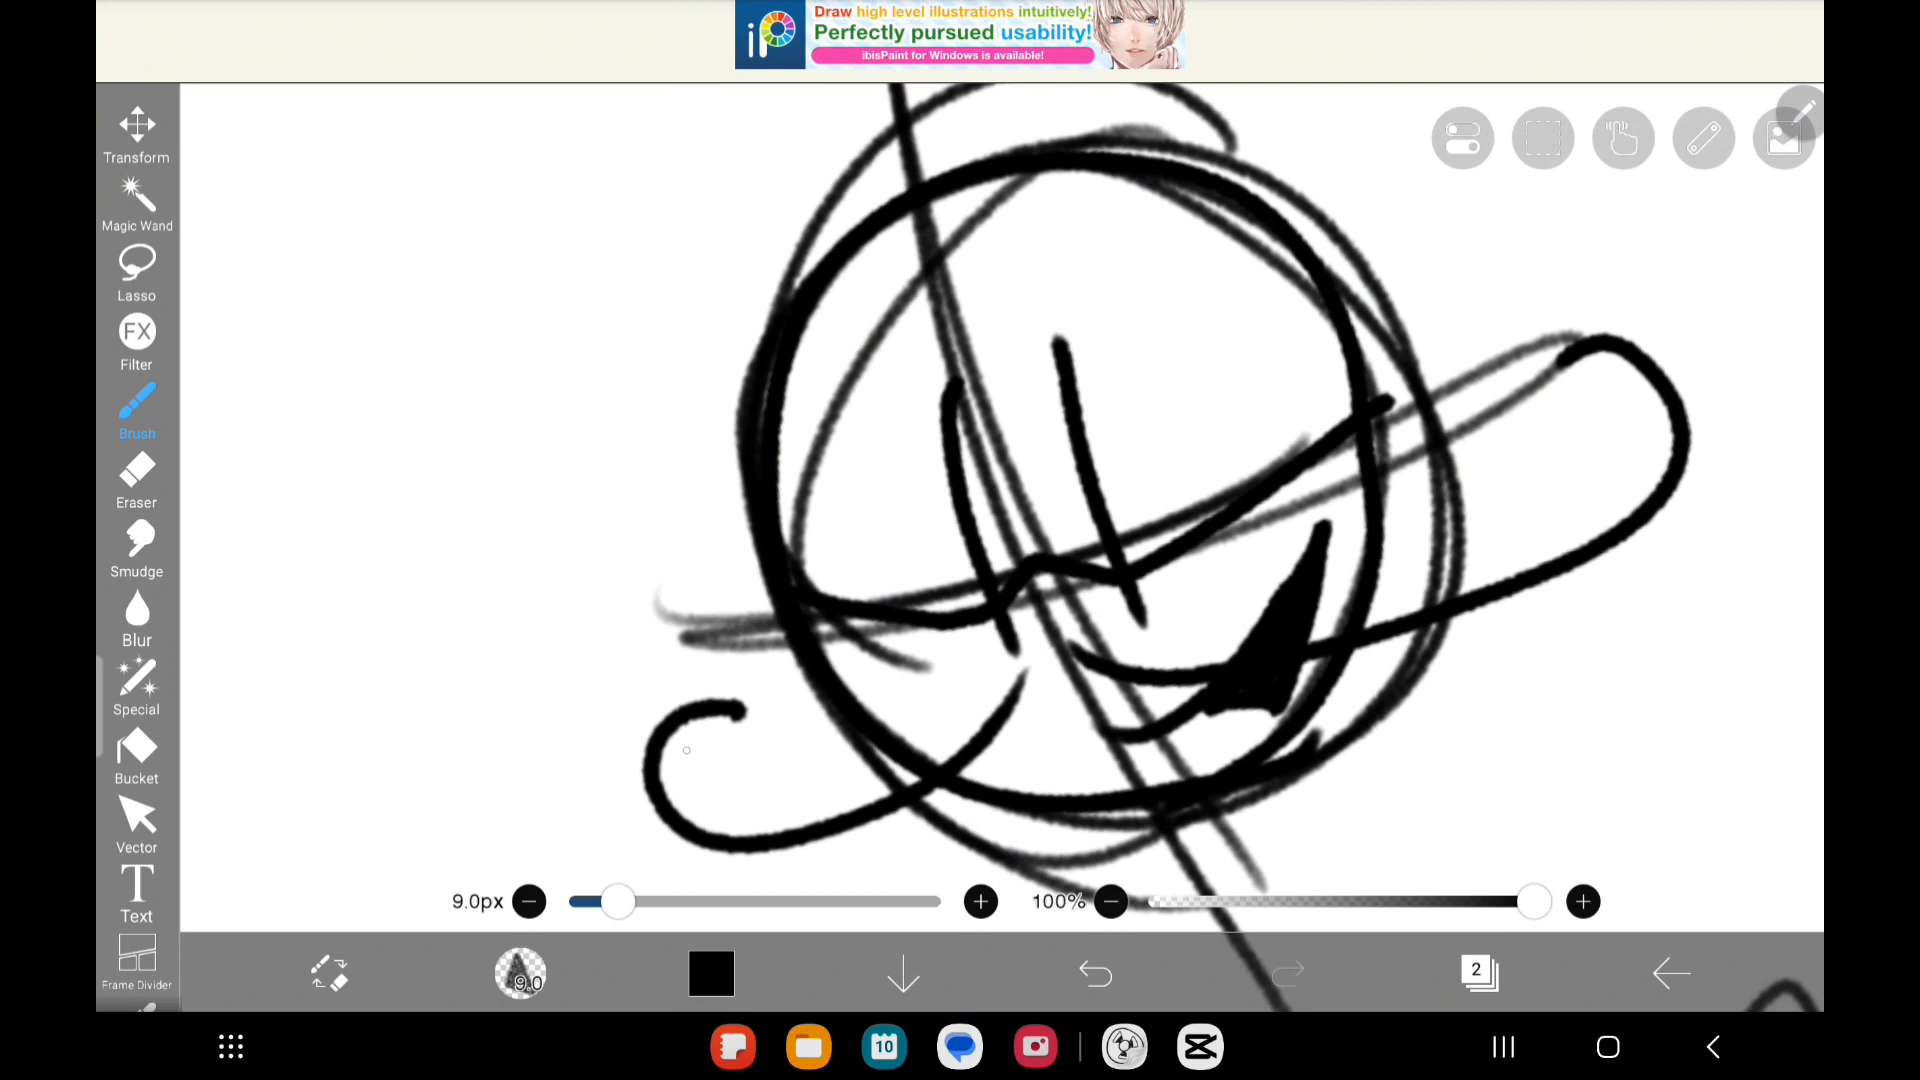 iP
Draw high level illustrations intuitively!
Perfectly pursued usability!
ibisPaint for Windows is available!
Transform
Magic Wand
Lasso
FX
Filter
Brush
Eraser
Smudge
Blur
Special
Bucket
Vector
T
Text
Frame Divider
9.0px
100%
9.0
2
10